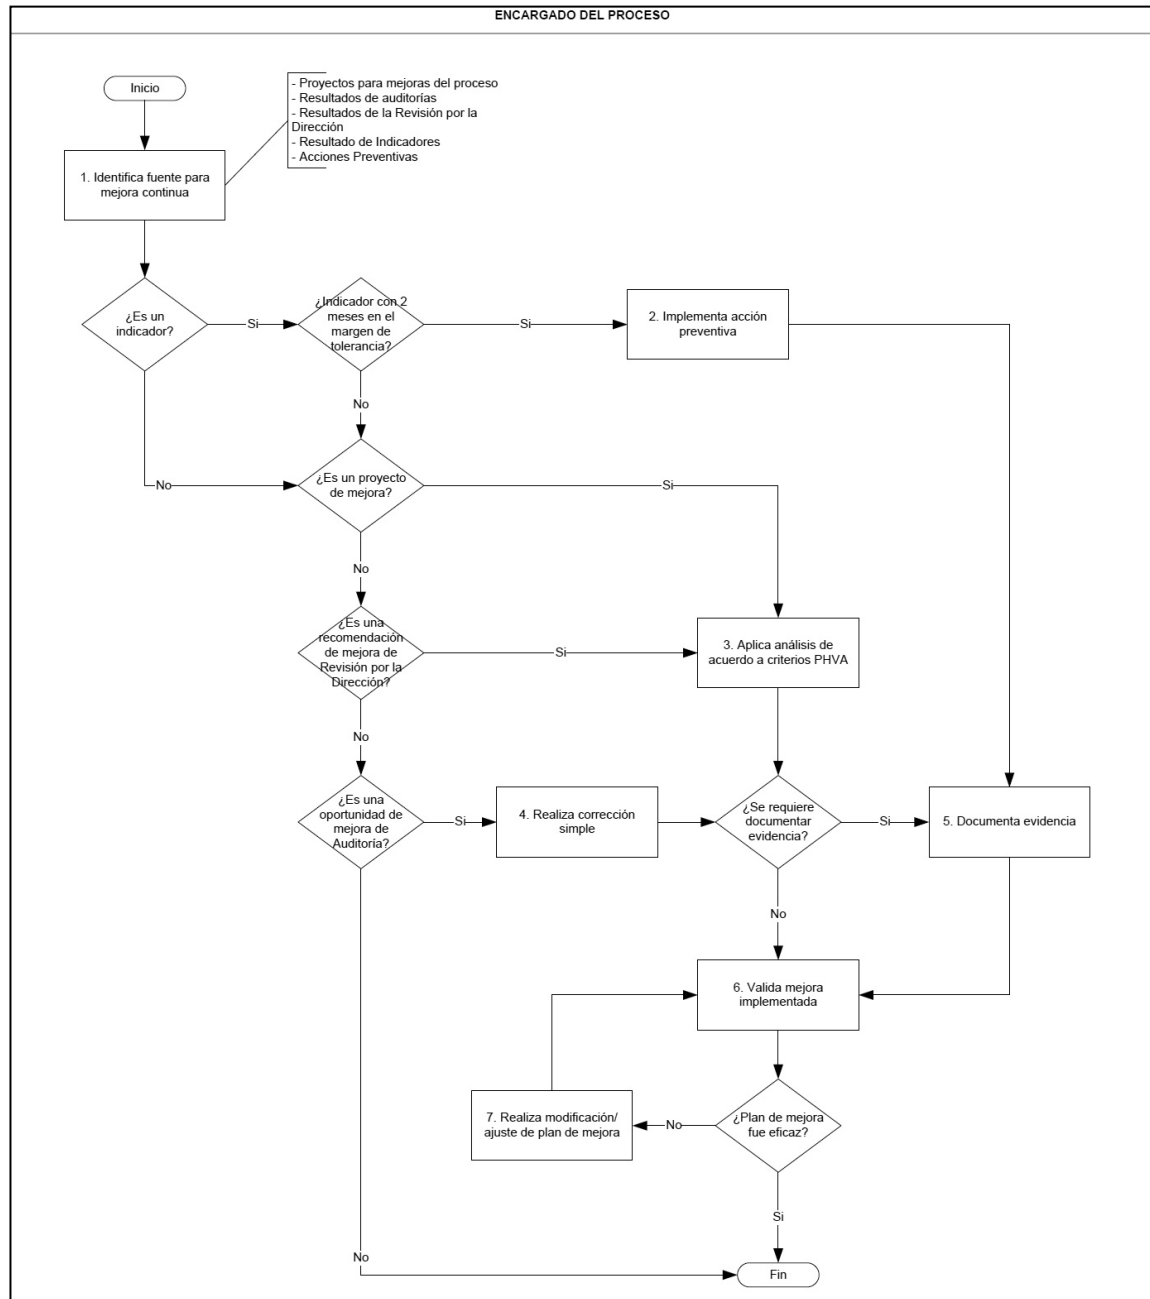 ENCARGADO DEL PROCESO
Inicio
- Proyectos para mejoras del proceso
- Resultados de auditorías
- Resultados de la Revisión por la
Dirección
- Resultado de Indicadores
- Acciones Preventivas
1. Identifica fuente para
mejora continua
¿Es un
indicador?
Si
¿Indicador con 2
meses en el
margen de
tolerancia?
Si
2. Implementa acción
preventiva
No
No
¿Es un proyecto
de mejora?
Si
No
¿Es una
recomendación
de mejora de
Revisión por la
Dirección?
Si
3. Aplica análisis de
acuerdo a criterios PHVA
No
¿Es una
oportunidad de
mejora de
Auditoría?
Si
4. Realiza corrección
simple
¿Se requiere
documentar
evidencia?
Si
5. Documenta evidencia
No
6. Valida mejora
implementada
7. Realiza modificación/
ajuste de plan de mejora
No
¿Plan de mejora
fue eficaz?
Si
No
Fin